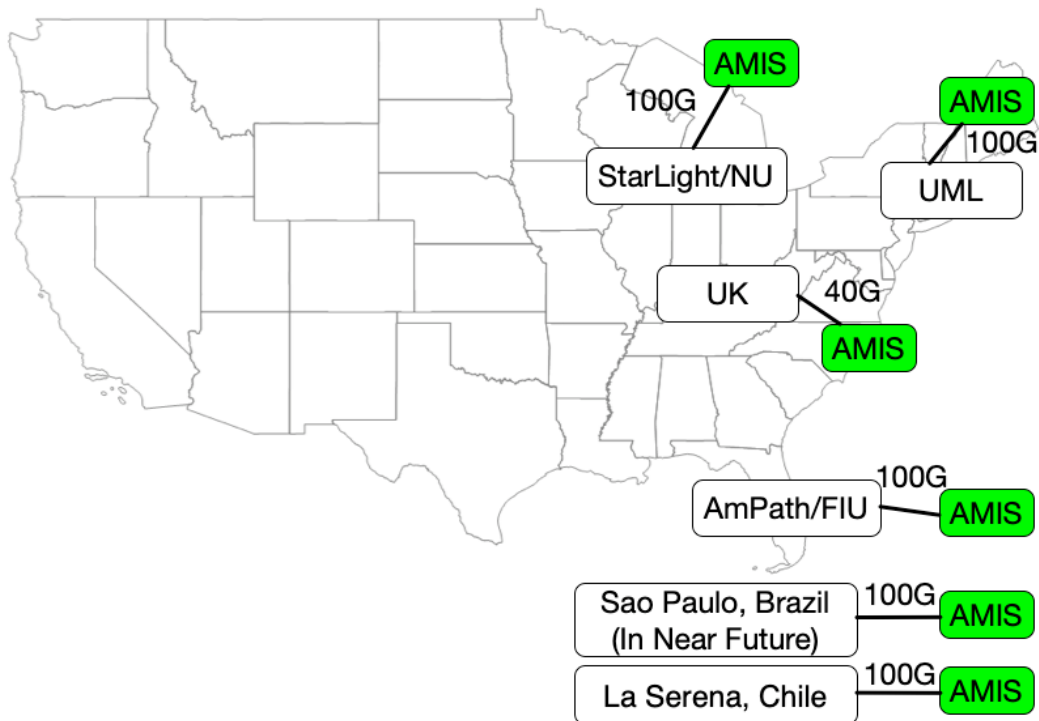 AMIS
100G
StarLight/NU
AMIS
100G
UML
UK
40G
AMIS
AmPath/FIU
100G
AMIS
Sao Paulo, Brazil
(In Near Future)
100G
AMIS
La Serena, Chile
100G
AMIS